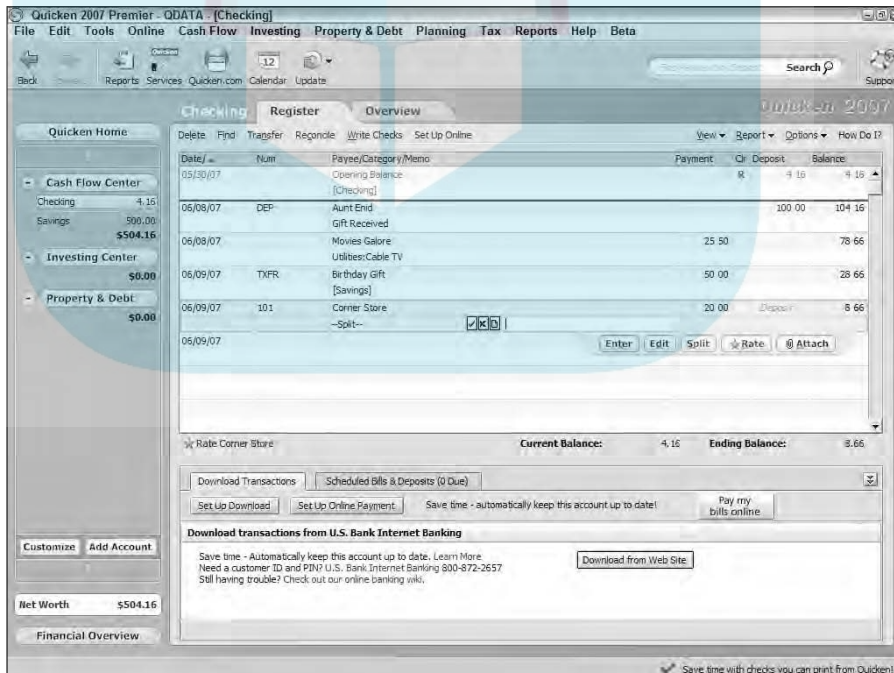 Quicken 2007 Premier - QDATA - [Checking]
File Edit Tools Online Cash Flow Investing Property & Debt Planning Tax Reports Help Beta
12
Back Reports Services Quicken.com Calendar Update Search Support
Checking Register Overview Quicken 2007
Quicken Home
Delete Find Transfer Reconcile Write Checks Set Up Online View Report Options How Do I?
Date/ Num Payee/Category/Memo Payment Clr Deposit Balance
05/30/07 Opening Balance R 4 16 4 16
[Checking]
06/08/07 DEP Aunt Enid 100 00 104 16
Gift Received
06/08/07 Movies Galore 25 50 78 66
Utilities:Cable TV
06/09/07 TXFR Birthday Gift 50 00 28 66
[Savings]
06/09/07 101 Corner Store 20 00 Deposit 8 66
--Split--
06/09/07
Enter Edit Split Rate Attach
- Cash Flow Center
Checking 4.16
Savings 500.00
$504.16
- Investing Center
$0.00
- Property & Debt
$0.00
Rate Corner Store Current Balance: 4.16 Ending Balance: 8.66
Download Transactions Scheduled Bills & Deposits (0 Due)
Set Up Download Set Up Online Payment Save time - automatically keep this account up to date! Pay my bills online
Download transactions from U.S. Bank Internet Banking
Save time - Automatically keep this account up to date. Learn More
Need a customer ID and PIN? U.S. Bank Internet Banking 800-872-2657
Still having trouble? Check out our online banking wiki.
Download from Web Site
Customize Add Account
Net Worth $504.16
Financial Overview
Save time with checks you can print from Quicken!